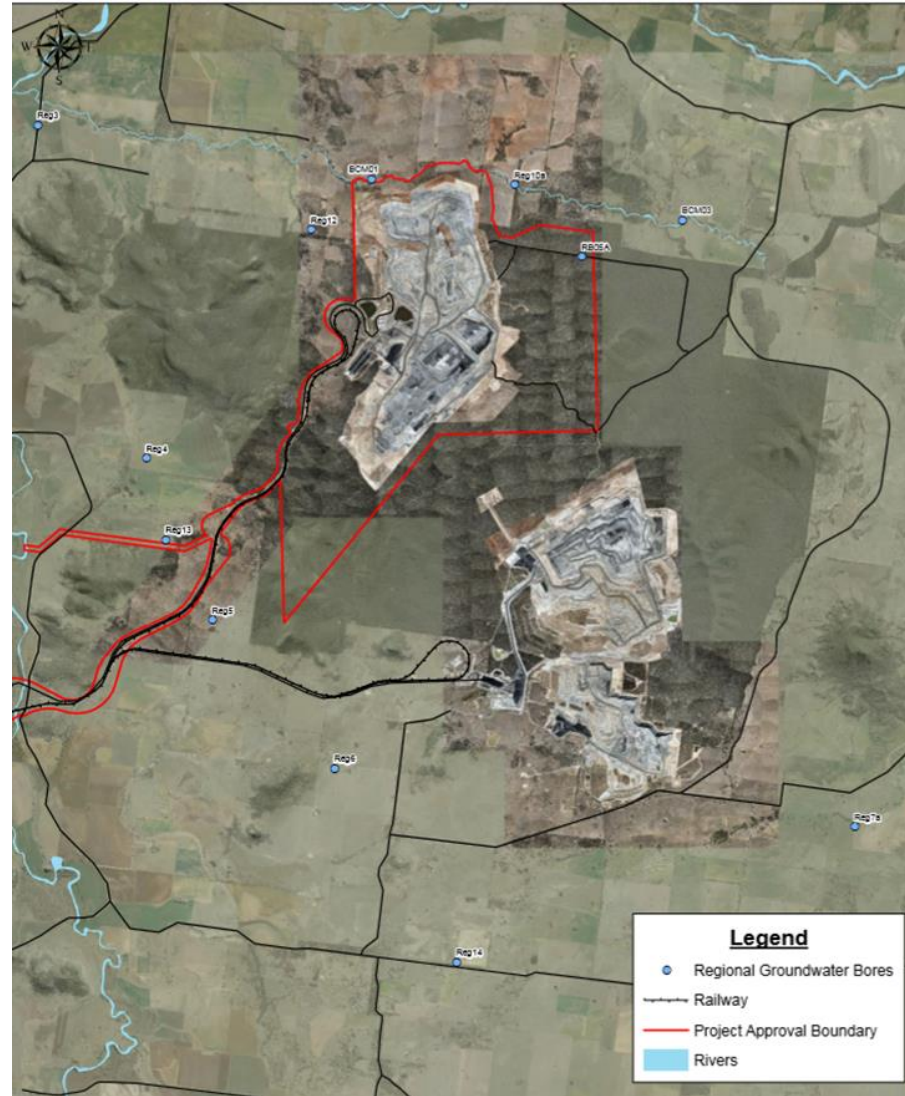 N
W E
S
Reg3
BCM01
Reg10a
Reg12
BCM03
RB05A
Reg4
Reg13
Reg5
Reg6
Reg7a
Reg14
Legend
Regional Groundwater Bores
Railway
Project Approval Boundary
Rivers